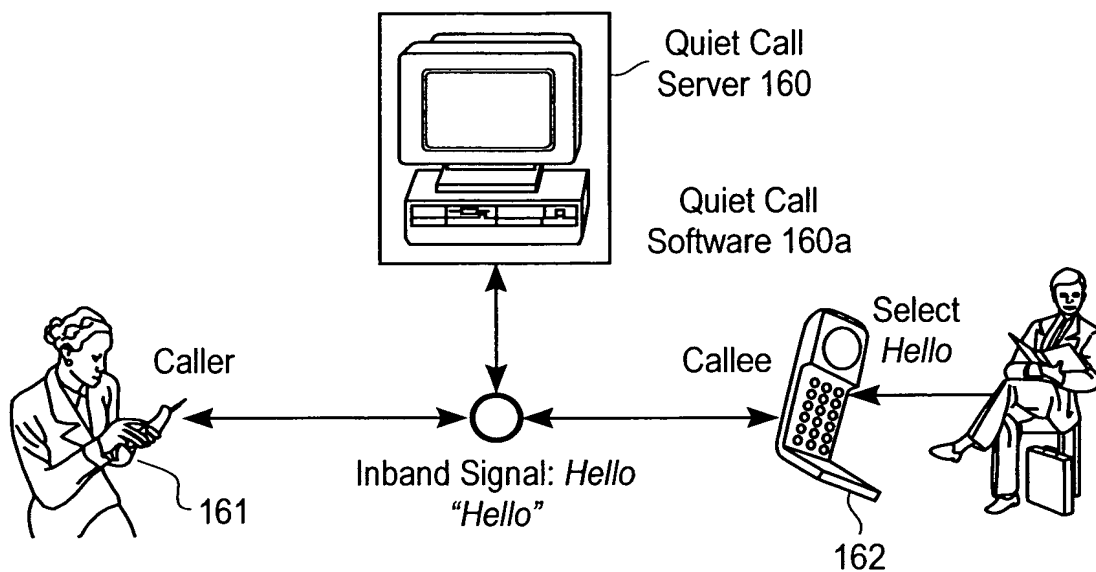 Quiet Call
Server 160
Quiet Call
Software 160a
Caller
Callee
Select
Hello
Inband Signal: Hello
“Hello”
161
162